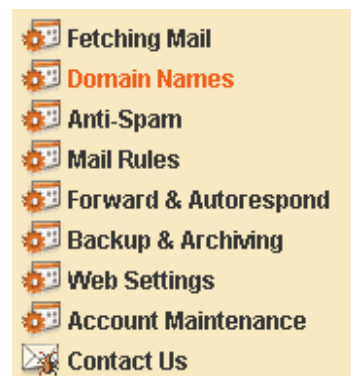 Fetching Mail
Domain Names
Anti-Spam
Mail Rules
Forward & Autorespond
Backup & Archiving
Web Settings
Account Maintenance
Contact Us